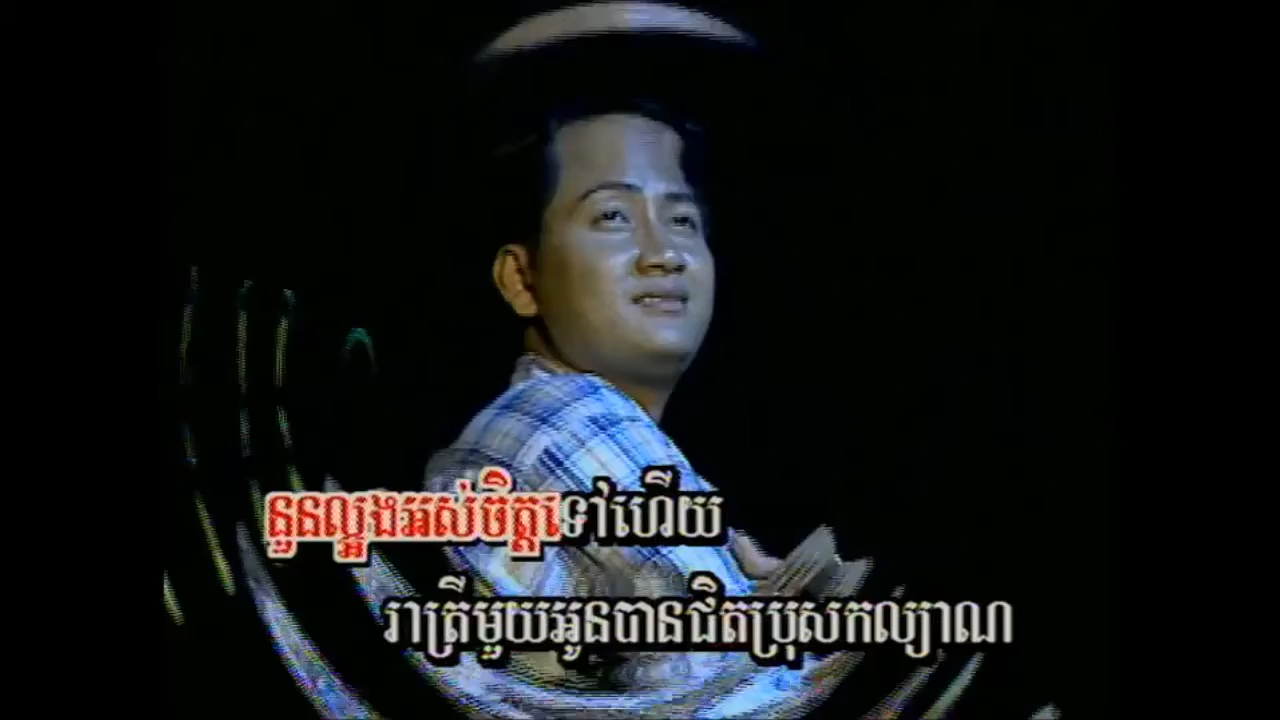 នួនល្អងអស់ចិត្តទៅហើយ
រាត្រីមួយអូនបានជិតប្រុសកល្យាណ